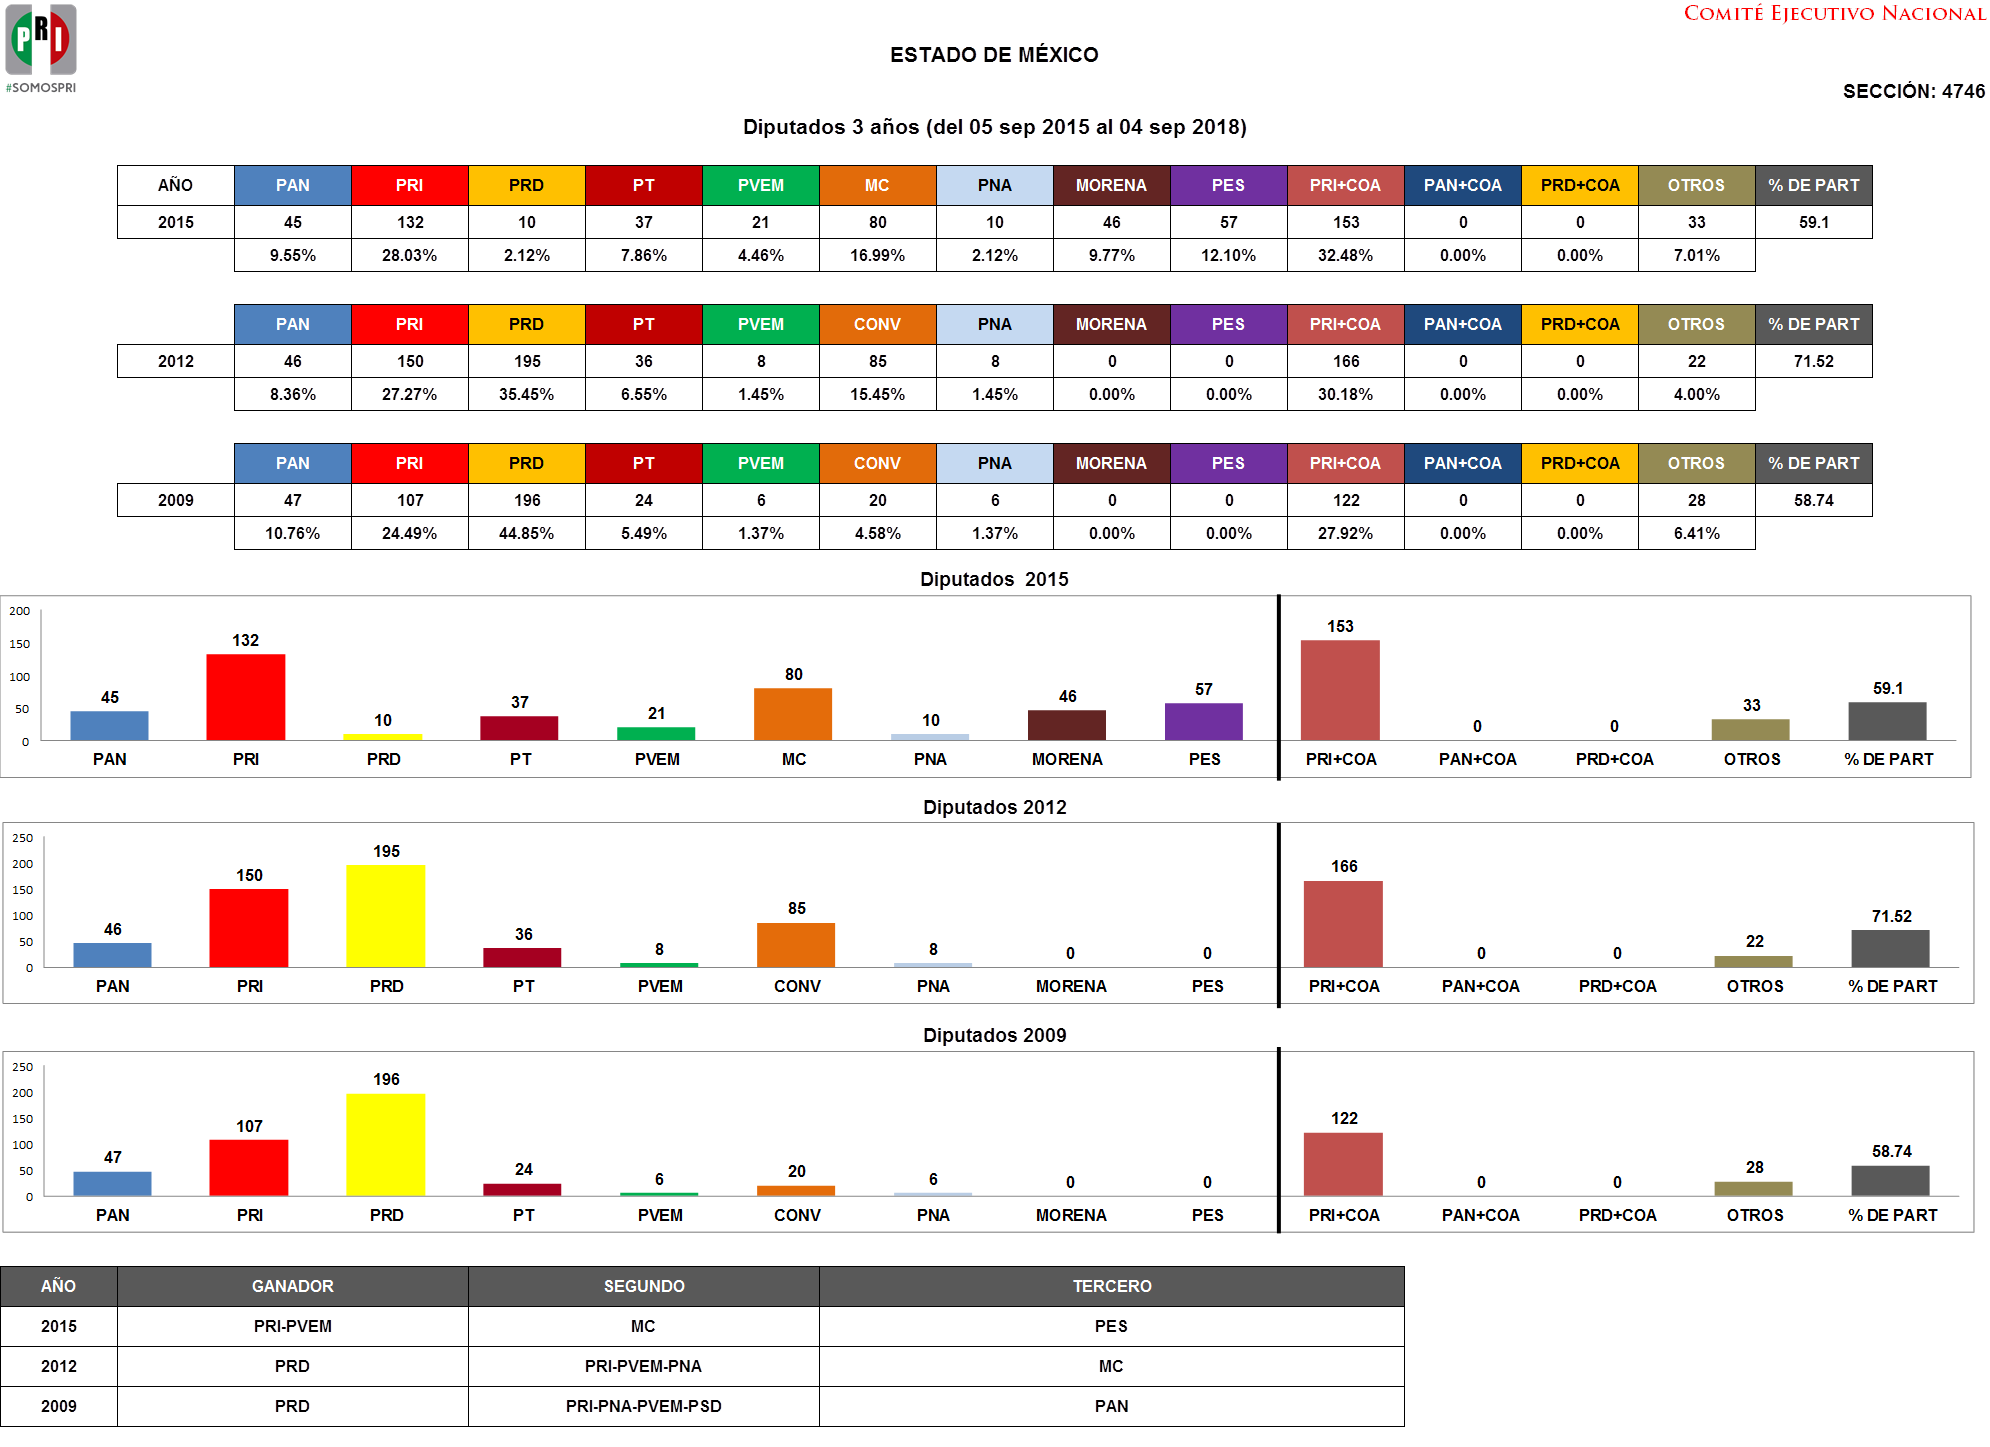 PRI
#SOMOSPRI
COMITÉ EJECUTIVO NACIONAL
ESTADO DE MÉXICO
SECCIÓN: 4746
Diputados 3 años (del 05 sep 2015 al 04 sep 2018)
AÑO PAN PRI PRD PT PVEM MC PNA MORENA PES PRI+COA PAN+COA PRD+COA OTROS % DE PART
2015 45 132 10 37 21 80 10 46 57 153 0 0 33 59.1
9.55% 28.03% 2.12% 7.86% 4.46% 16.99% 2.12% 9.77% 12.10% 32.48% 0.00% 0.00% 7.01%
PAN PRI PRD PT PVEM CONV PNA MORENA PES PRI+COA PAN+COA PRD+COA OTROS % DE PART
2012 46 150 195 36 8 85 8 0 0 166 0 0 22 71.52
8.36% 27.27% 35.45% 6.55% 1.45% 15.45% 1.45% 0.00% 0.00% 30.18% 0.00% 0.00% 4.00%
PAN PRI PRD PT PVEM CONV PNA MORENA PES PRI+COA PAN+COA PRD+COA OTROS % DE PART
2009 47 107 196 24 6 20 6 0 0 122 0 0 28 58.74
10.76% 24.49% 44.85% 5.49% 1.37% 4.58% 1.37% 0.00% 0.00% 27.92% 0.00% 0.00% 6.41%
Diputados 2015
200
150
100
50
0
45 132 10 37 21 80 10 46 57 153 0 0 33 59.1
PAN PRI PRD PT PVEM MC PNA MORENA PES PRI+COA PAN+COA PRD+COA OTROS % DE PART
Diputados 2012
250
200
150
100
50
0
46 150 195 36 8 85 8 0 0 166 0 0 22 71.52
PAN PRI PRD PT PVEM CONV PNA MORENA PES PRI+COA PAN+COA PRD+COA OTROS % DE PART
Diputados 2009
250
200
150
100
50
0
47 107 196 24 6 20 6 0 0 122 0 0 28 58.74
PAN PRI PRD PT PVEM CONV PNA MORENA PES PRI+COA PAN+COA PRD+COA OTROS % DE PART
AÑO GANADOR SEGUNDO TERCERO
2015 PRI-PVEM MC PES
2012 PRD PRI-PVEM-PNA MC
2009 PRD PRI-PNA-PVEM-PSD PAN